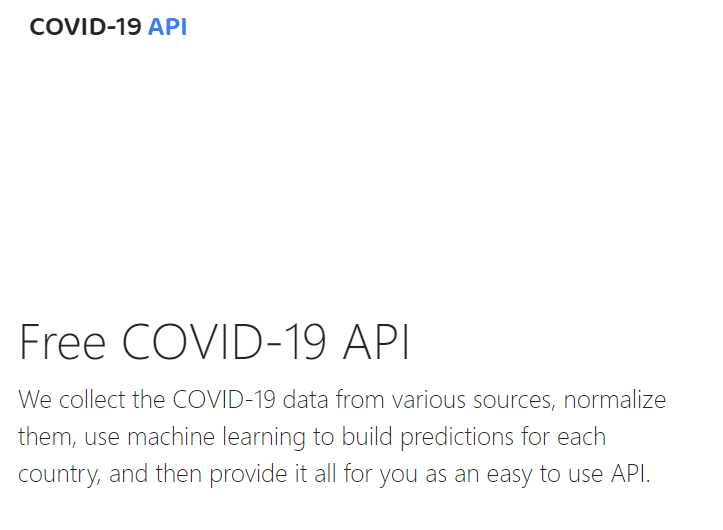 COVID-19 API
Free COVID-19 API
We collect the COVID-19 data from various sources, normalize
them, use machine learning to build predictions for each
country, and then provide it all for you as an easy to use API.